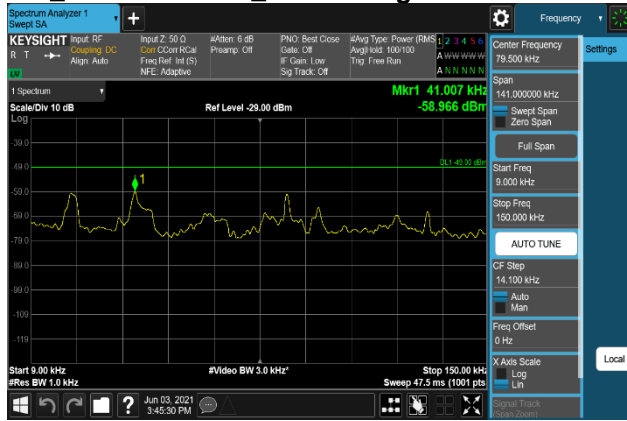 Spectrum Analyzer 1
Swept SA
Frequency
KEYSIGHT
R T
LXI
Input: RF
Coupling: DC
Align: Auto
Input Z: 50 Ω
Corr CCorr RCal
Freq Ref: Int (S)
NFE: Adaptive
#Atten: 6 dB
Preamp: Off
PNO: Best Close
Gate: Off
IF Gain: Low
Sig Track: Off
#Avg Type: Power (RMS
Avg|Hold: 100/100
Trig: Free Run
1 2 3 4 5 6
A W W W W W
A N N N N N
1 Spectrum
Scale/Div 10 dB
Ref Level -29.00 dBm
Mkr1 41.007 kHz
-58.966 dBm
Log
-39.0
-49.0
-59.0
-69.0
-79.0
-89.0
-99.0
-109
-119
1
DL1 -49.00 dBm
Start 9.00 kHz
#Res BW 1.0 kHz
#Video BW 3.0 kHz*
Stop 150.00 kHz
Sweep 47.5 ms (1001 pts
Jun 03, 2021
3:45:30 PM
Center Frequency
79.500 kHz
Settings
Span
141.000000 kHz
Swept Span
Zero Span
Full Span
Start Freq
9.000 kHz
Stop Freq
150.000 kHz
AUTO TUNE
CF Step
14.100 kHz
Auto
Man
Freq Offset
0 Hz
X Axis Scale
Log
Lin
Local
Signal Track
(Span Zoom)